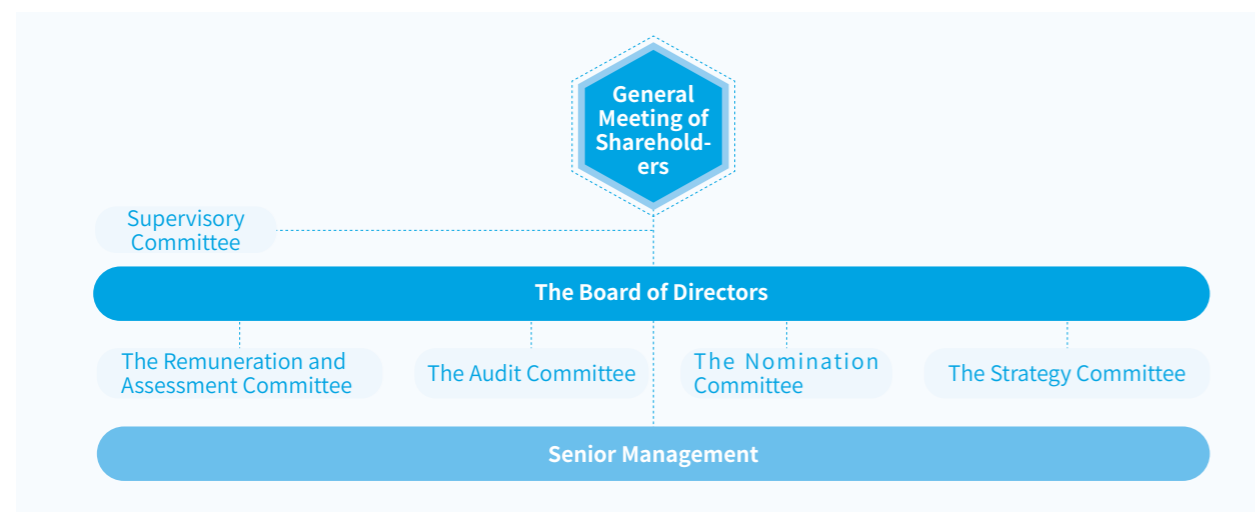 General
Meeting of
Sharehold-
ers
Supervisory
Committee
The Board of Directors
The Remuneration and
Assessment Committee
The Audit Committee
The Nomination
Committee
The Strategy Committee
Senior Management